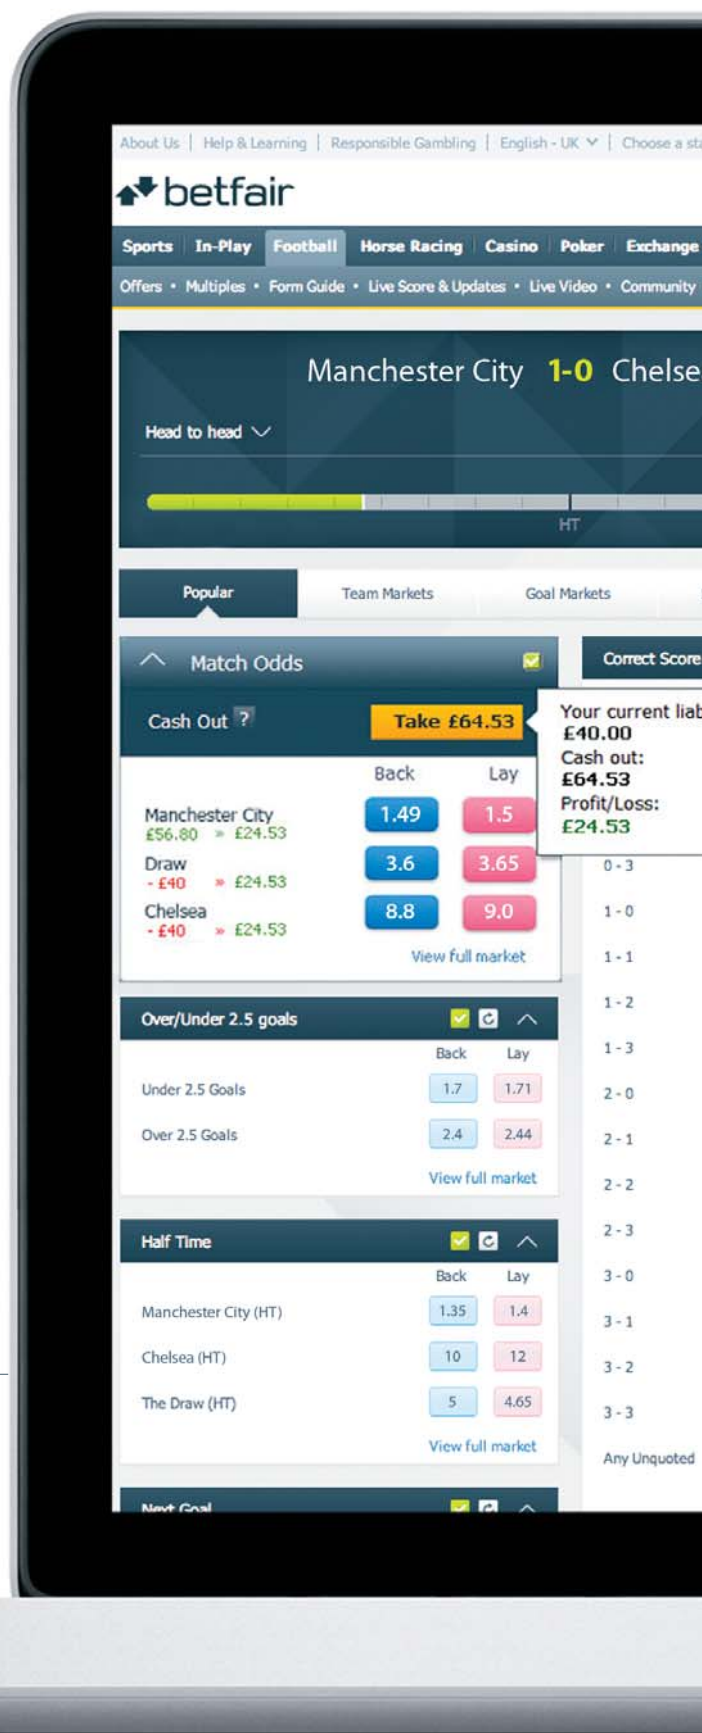 About Us | Help & Learning | Responsible Gambling | English - UK | Choose a
betfair
Sports In-Play Football Horse Racing Casino Poker Exchange
Offers • Multiples • Form Guide • Live Score & Updates • Live Video • Community
Manchester City 1-0 Chelse
Head to head
HT
Popular Team Markets Goal Markets
Match Odds
Cash Out ? Take £64.53
Back Lay
Manchester City 1.49 1.5
£56.80 » £24.53
Draw 3.6 3.65
- £40 » £24.53
Chelsea 8.8 9.0
- £40 » £24.53
View full market
Over/Under 2.5 goals
Back Lay
Under 2.5 Goals 1.7 1.71
Over 2.5 Goals 2.4 2.44
View full market
Half Time
Back Lay
Manchester City (HT) 1.35 1.4
Chelsea (HT) 10 12
The Draw (HT) 5 4.65
View full market
Next Goal
Correct Score
Your current liab
£40.00
Cash out:
£64.53
Profit/Loss:
£24.53
0 - 3
1 - 0
1 - 1
1 - 2
1 - 3
2 - 0
2 - 1
2 - 2
2 - 3
3 - 0
3 - 1
3 - 2
3 - 3
Any Unquoted